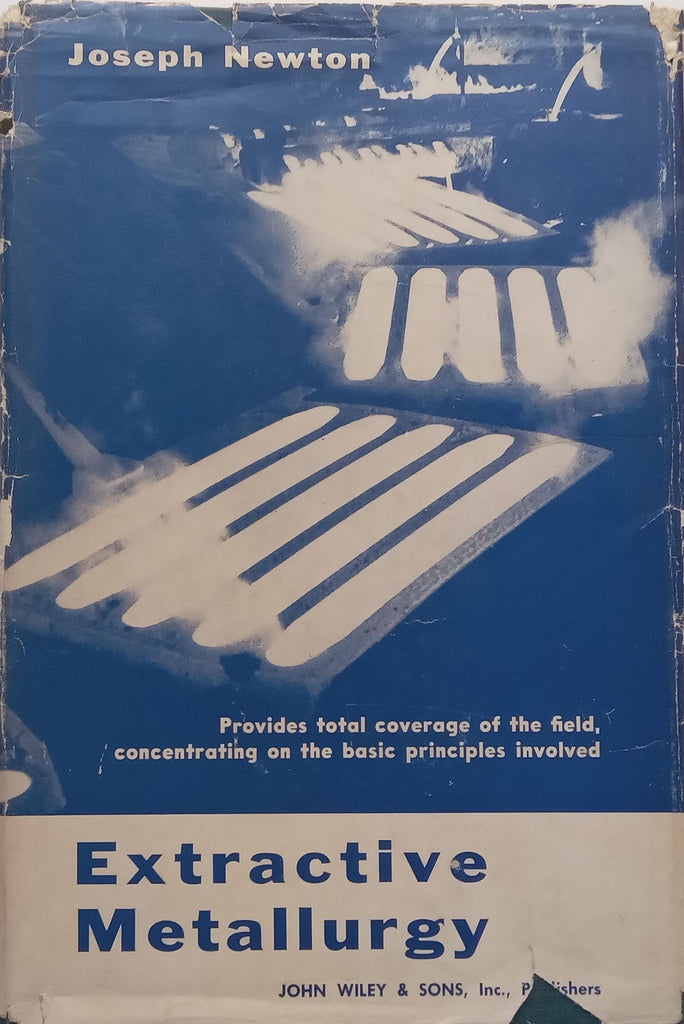 Joseph Newton
Provides total coverage of the field,
concentrating on the basic principles involved
Extractive
Metallurgy
JOHN WILEY & SONS, Inc.,